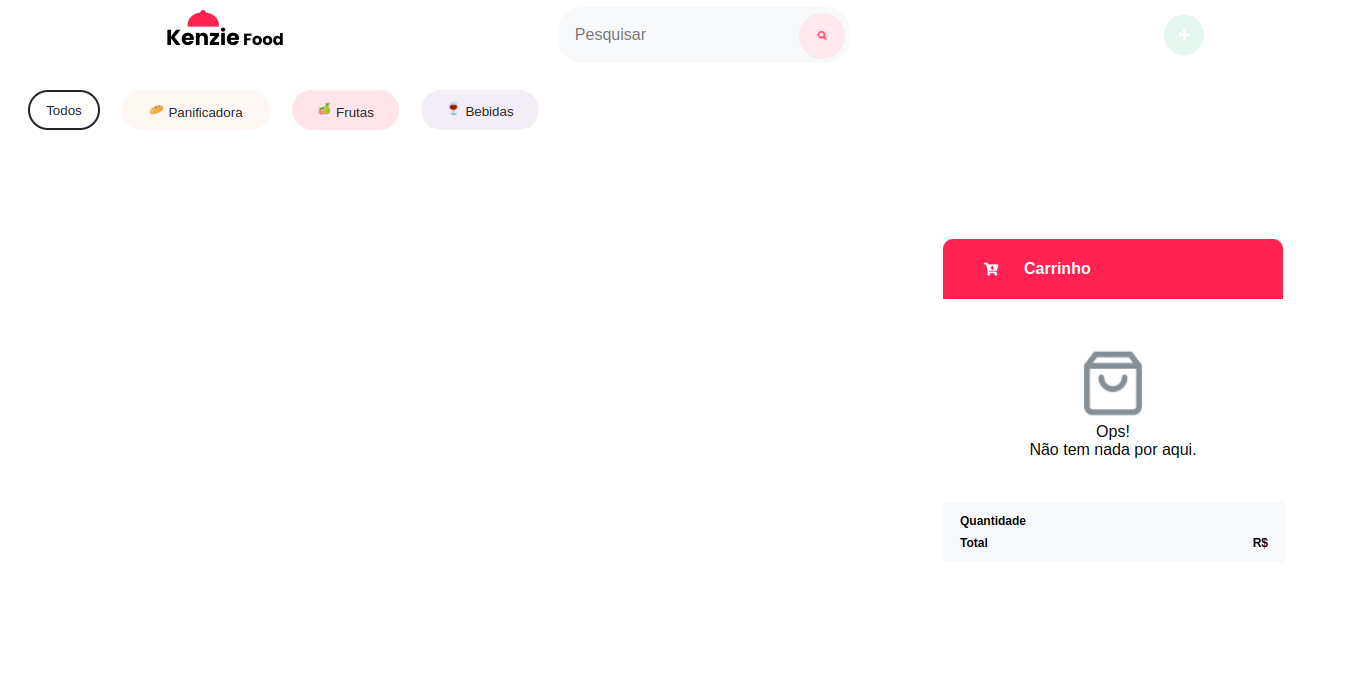 Kenzie Food
Pesquisar
Todos
Panificadora
Frutas
Bebidas
Carrinho
Ops!
Não tem nada por aqui.
Quantidade
Total R$